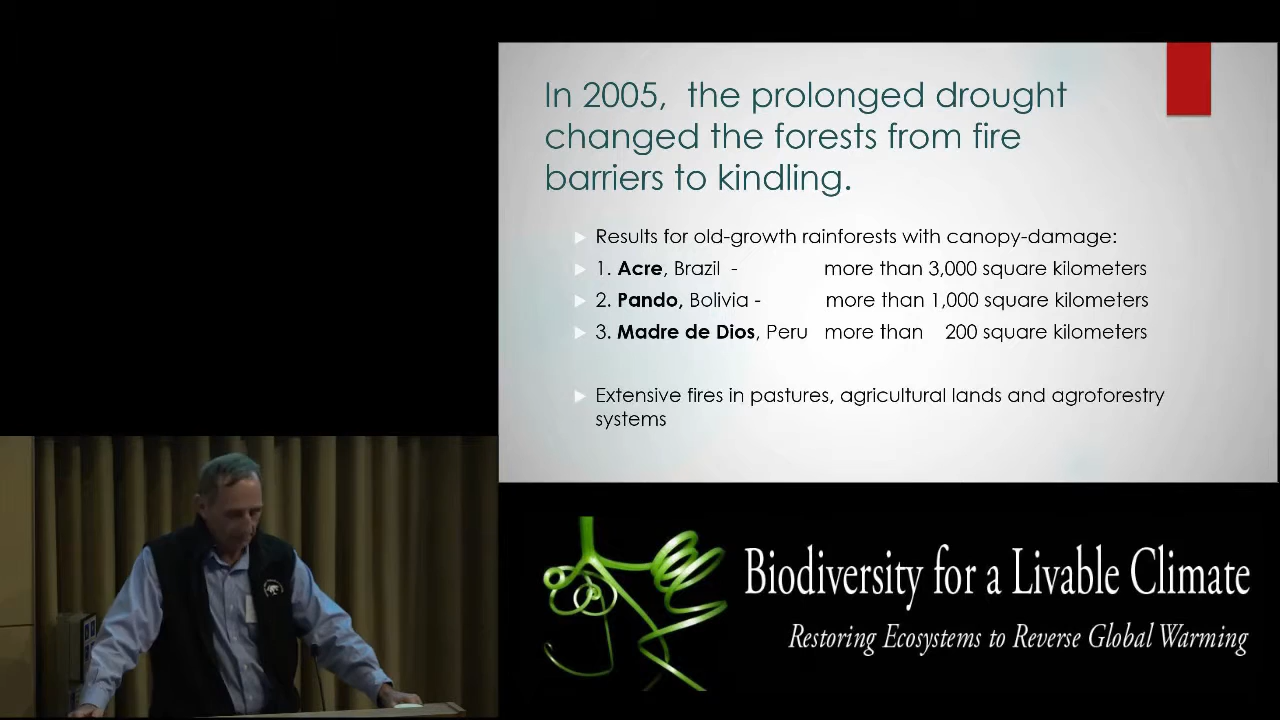 In 2005, the prolonged drought
changed the forests from fire
barriers to kindling.
Results for old-growth rainforests with canopy-damage:
1. Acre, Brazil - more than 3,000 square kilometers
2. Pando, Bolivia - more than 1,000 square kilometers
3. Madre de Dios, Peru more than 200 square kilometers
Extensive fires in pastures, agricultural lands and agroforestry
systems
Biodiversity for a Livable Climate
Restoring Ecosystems to Reverse Global Warming